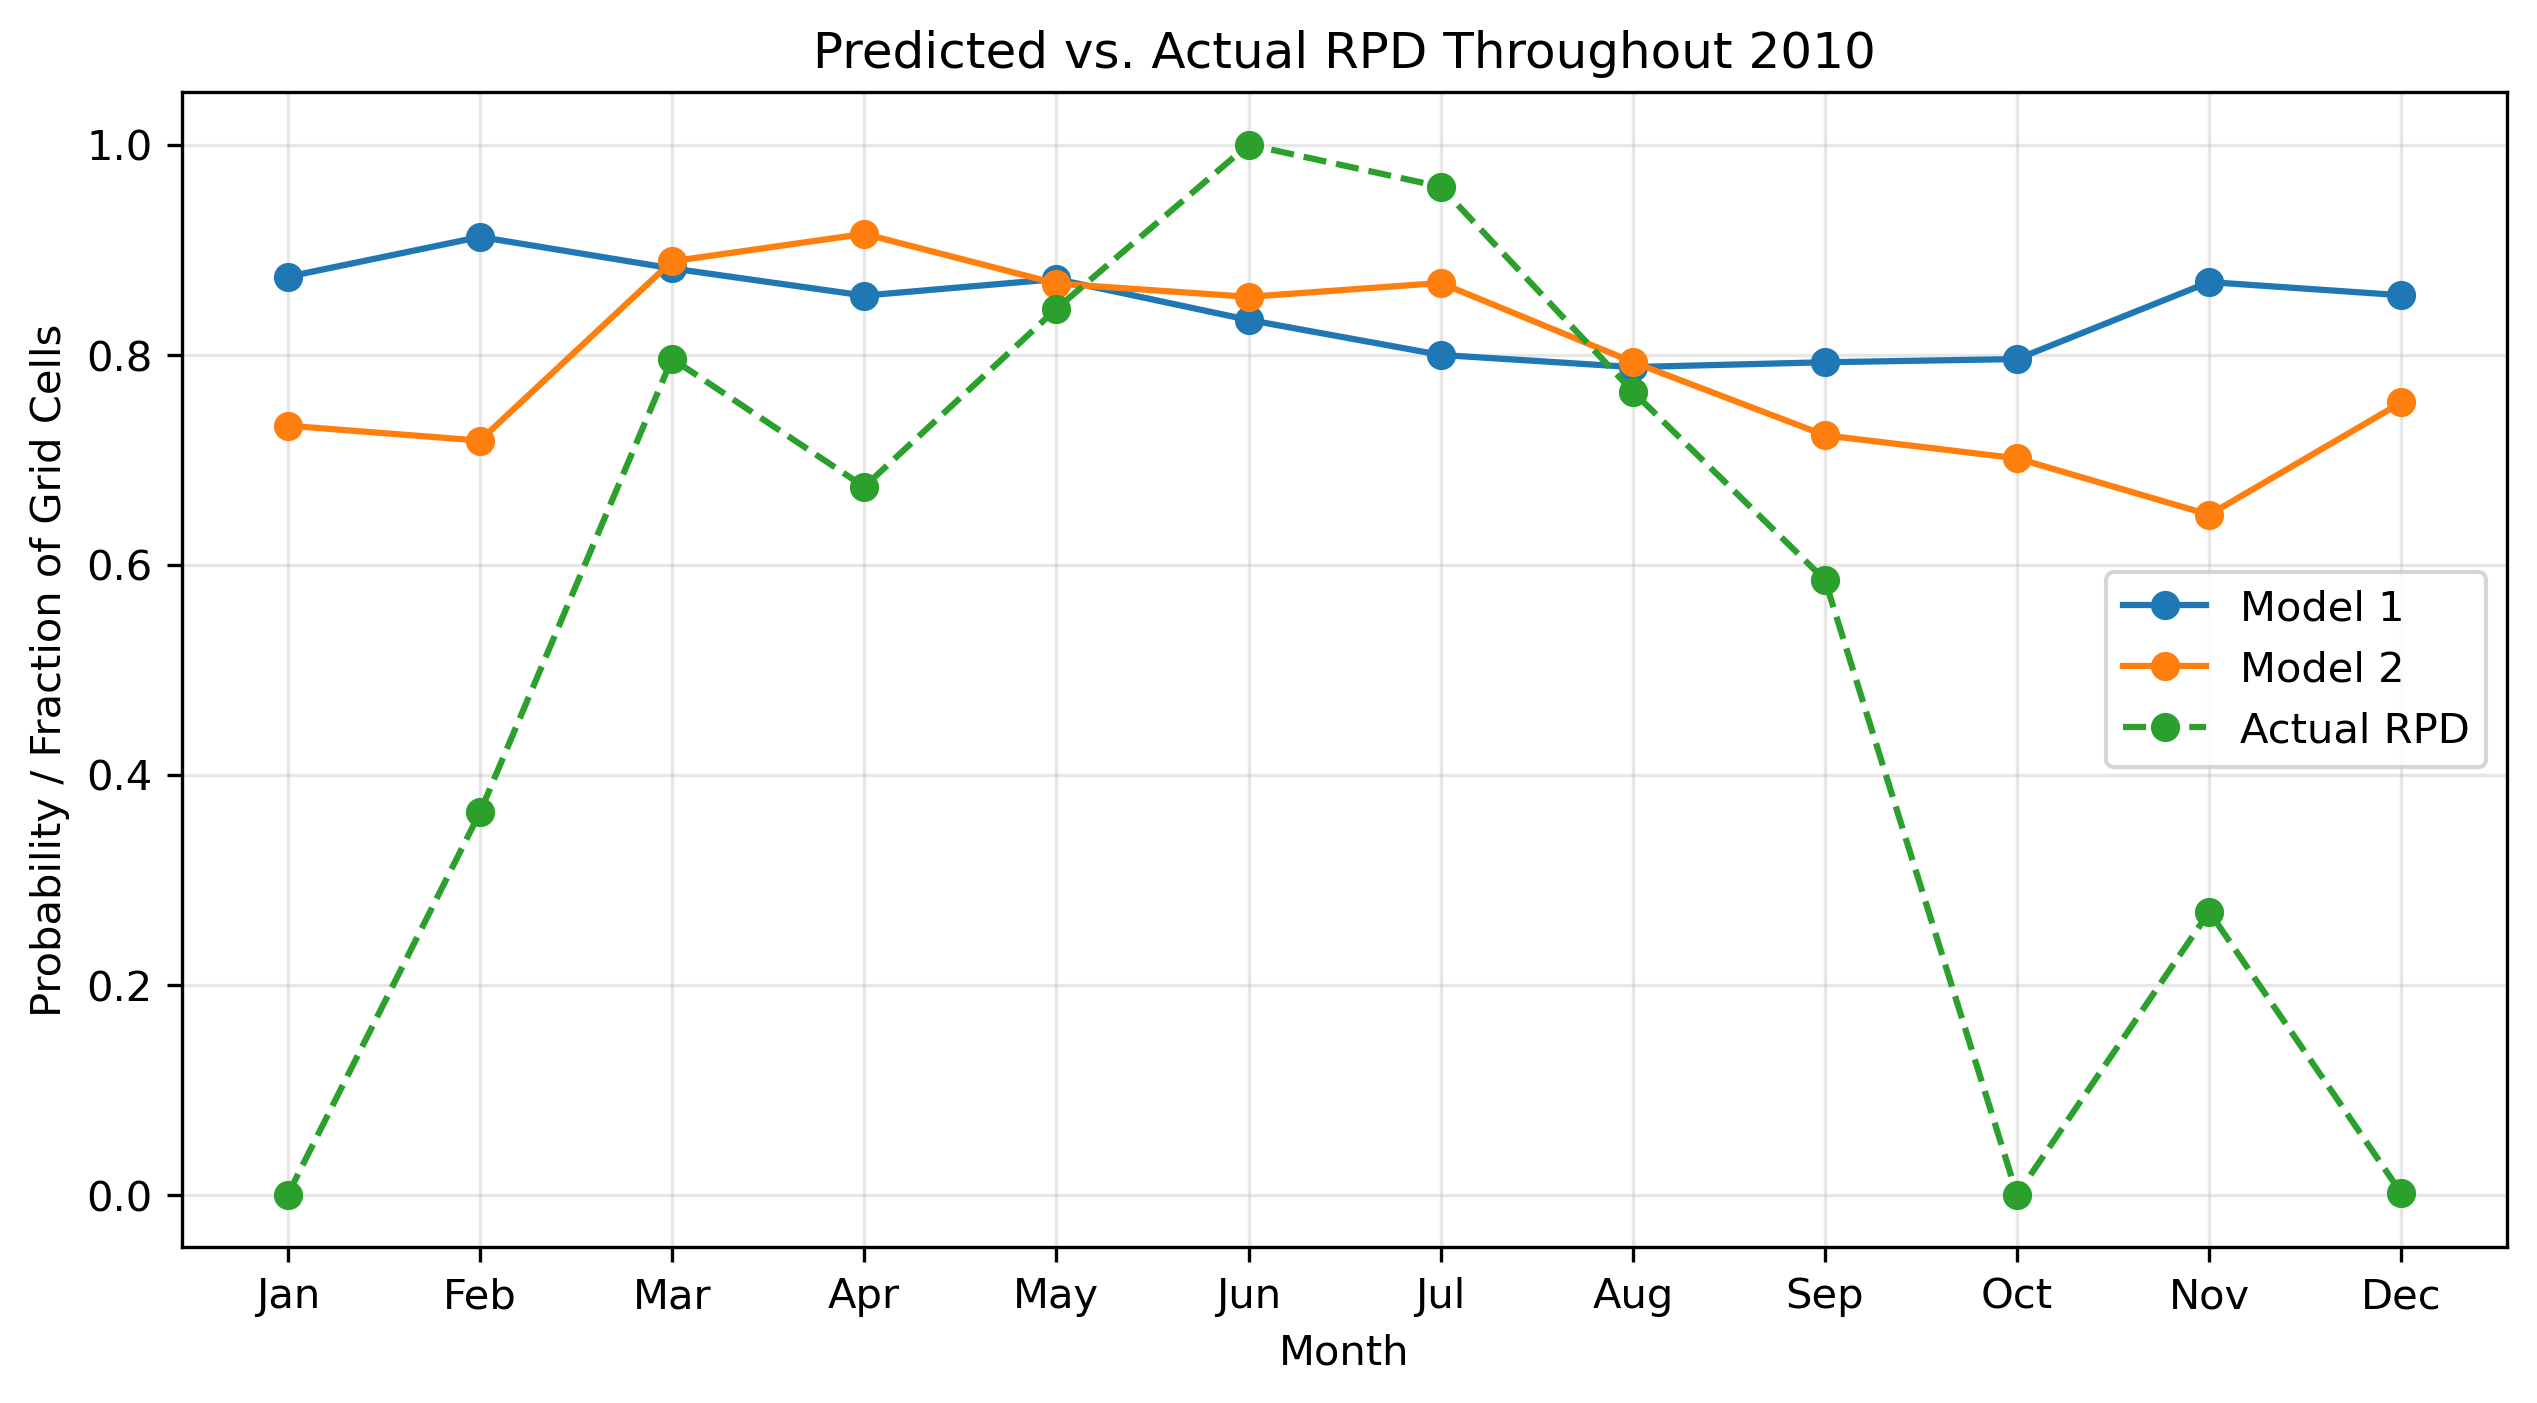 Predicted vs. Actual RPD Throughout 2010
Probability / Fraction of Grid Cells
1.0
0.8
0.6
0.4
0.2
0.0
Model 1
Model 2
Actual RPD
Jan Feb Mar Apr May Jun Jul Aug Sep Oct Nov Dec
Month